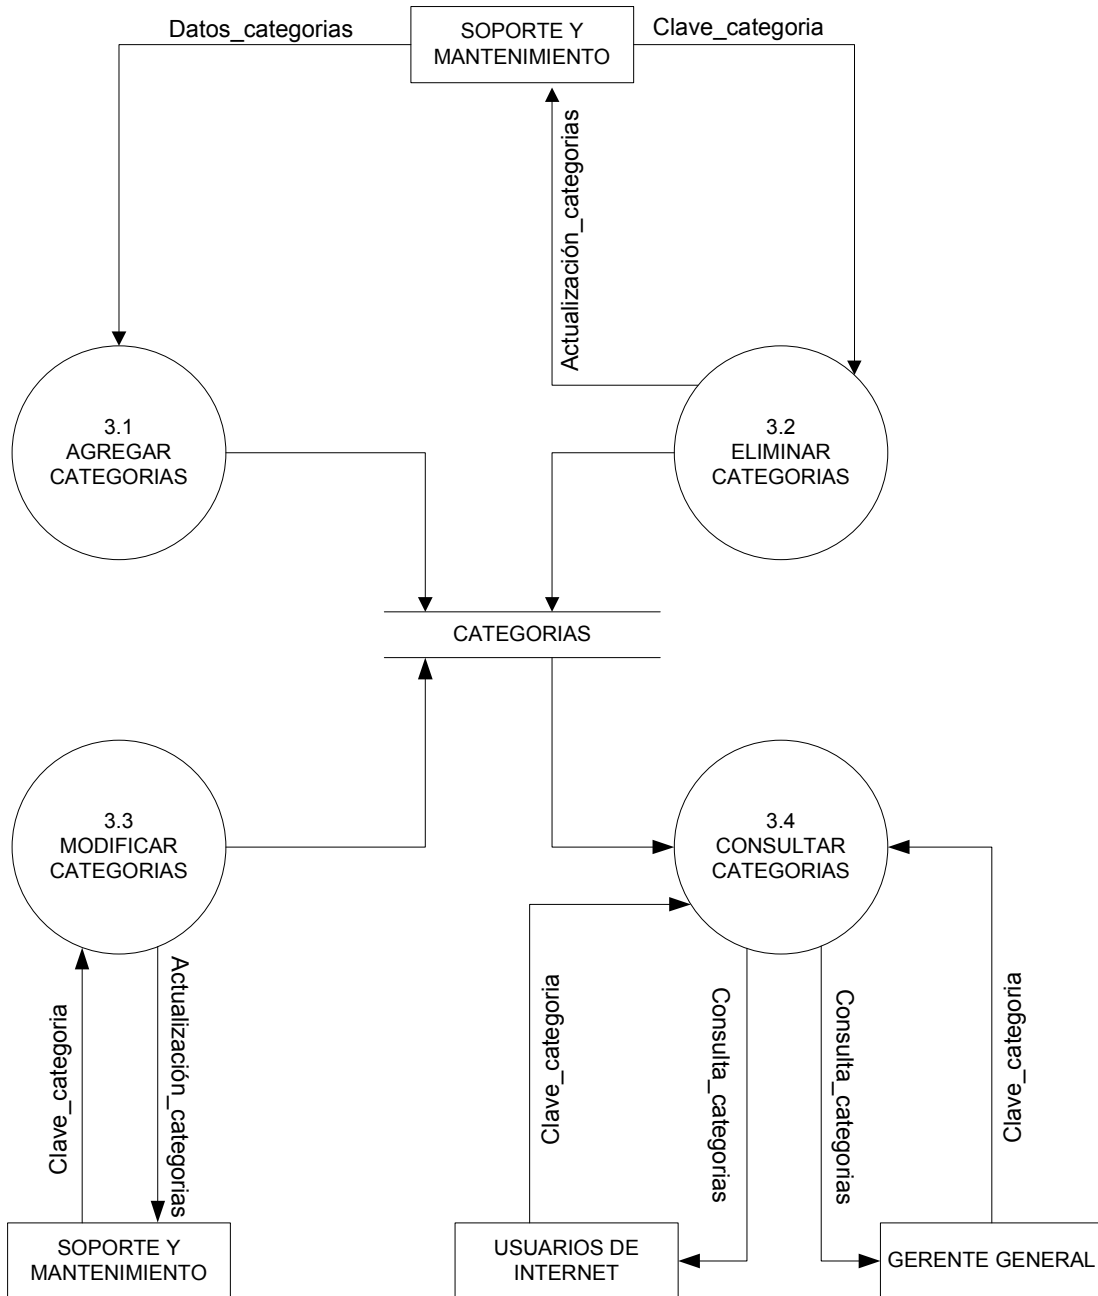 Datos_categorias
SOPORTE Y
MANTENIMIENTO
Clave_categoria
Actualización_categorias
3.1
AGREGAR
CATEGORIAS
3.2
ELIMINAR
CATEGORIAS
CATEGORIAS
3.3
MODIFICAR
CATEGORIAS
3.4
CONSULTAR
CATEGORIAS
Clave_categoria
Actualización_categorias
Clave_categoria
Consulta_categorias
Consulta_categorias
Clave_categoria
SOPORTE Y
MANTENIMIENTO
USUARIOS DE
INTERNET
GERENTE GENERAL